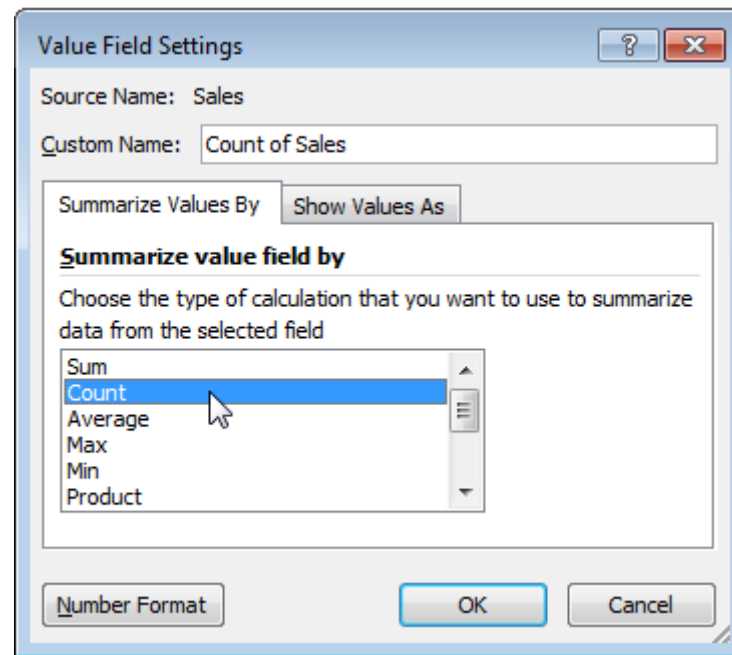 Value Field Settings
Source Name: Sales
Custom Name: Count of Sales
Summarize Values By Show Values As
Summarize value field by
Choose the type of calculation that you want to use to summarize
data from the selected field
Sum
Count
Average
Max
Min
Product
Number Format OK Cancel